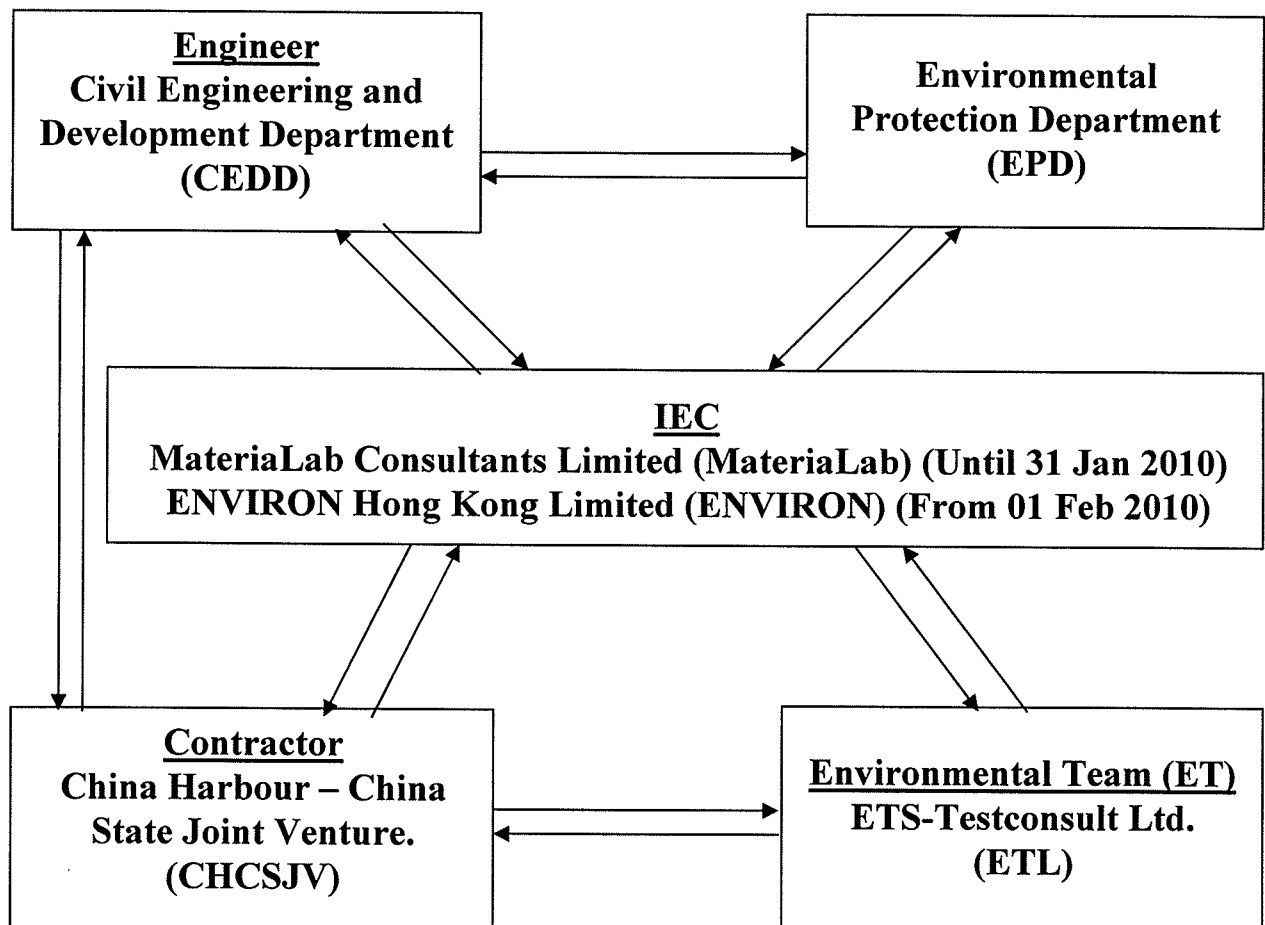 Engineer
Civil Engineering and
Development Department
(CEDD)
Environmental
Protection Department
(EPD)
IEC
MateriaLab Consultants Limited (MateriaLab) (Until 31 Jan 2010)
ENVIRON Hong Kong Limited (ENVIRON) (From 01 Feb 2010)
Contractor
China Harbour – China
State Joint Venture.
(CHCSJV)
Environmental Team (ET)
ETS-Testconsult Ltd.
(ETL)